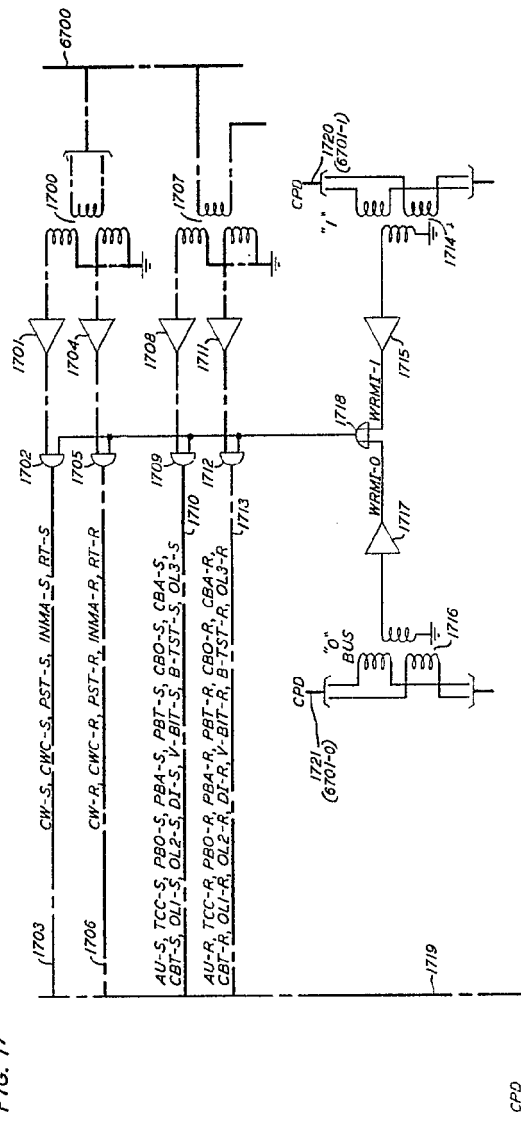 FIG. 17
6700
1700
1707
1701
1704
1708
1711
1702
1705
1709
1712
1710
1713
CW-S, CWC-S, PST-S, INMA-S, RT-S
1703
CW-R, CWC-R, PST-R, INMA-R, RT-R
1706
AU-S, TCC-S, PBO-S, PBA-S, PBT-S, CBO-S, CBA-S,
CBT-S, OL1-S, OL2-S, DI-S, V-BIT-S, B-TST-S, OL3-S
AU-R, TCC-R, PBO-R, PBA-R, PBT-R, CBO-R, CBA-R,
CBT-R, OL1-R, OL2-R, DI-R, V-BIT-R, B-TST-R, OL3-R
CPD
1720
(6701-1)
"1"
1714
1715
WRMI-1
1718
WRMI-0
1717
"0"
BUS
1716
CPD
1721
(6701-0)
1719
CPD